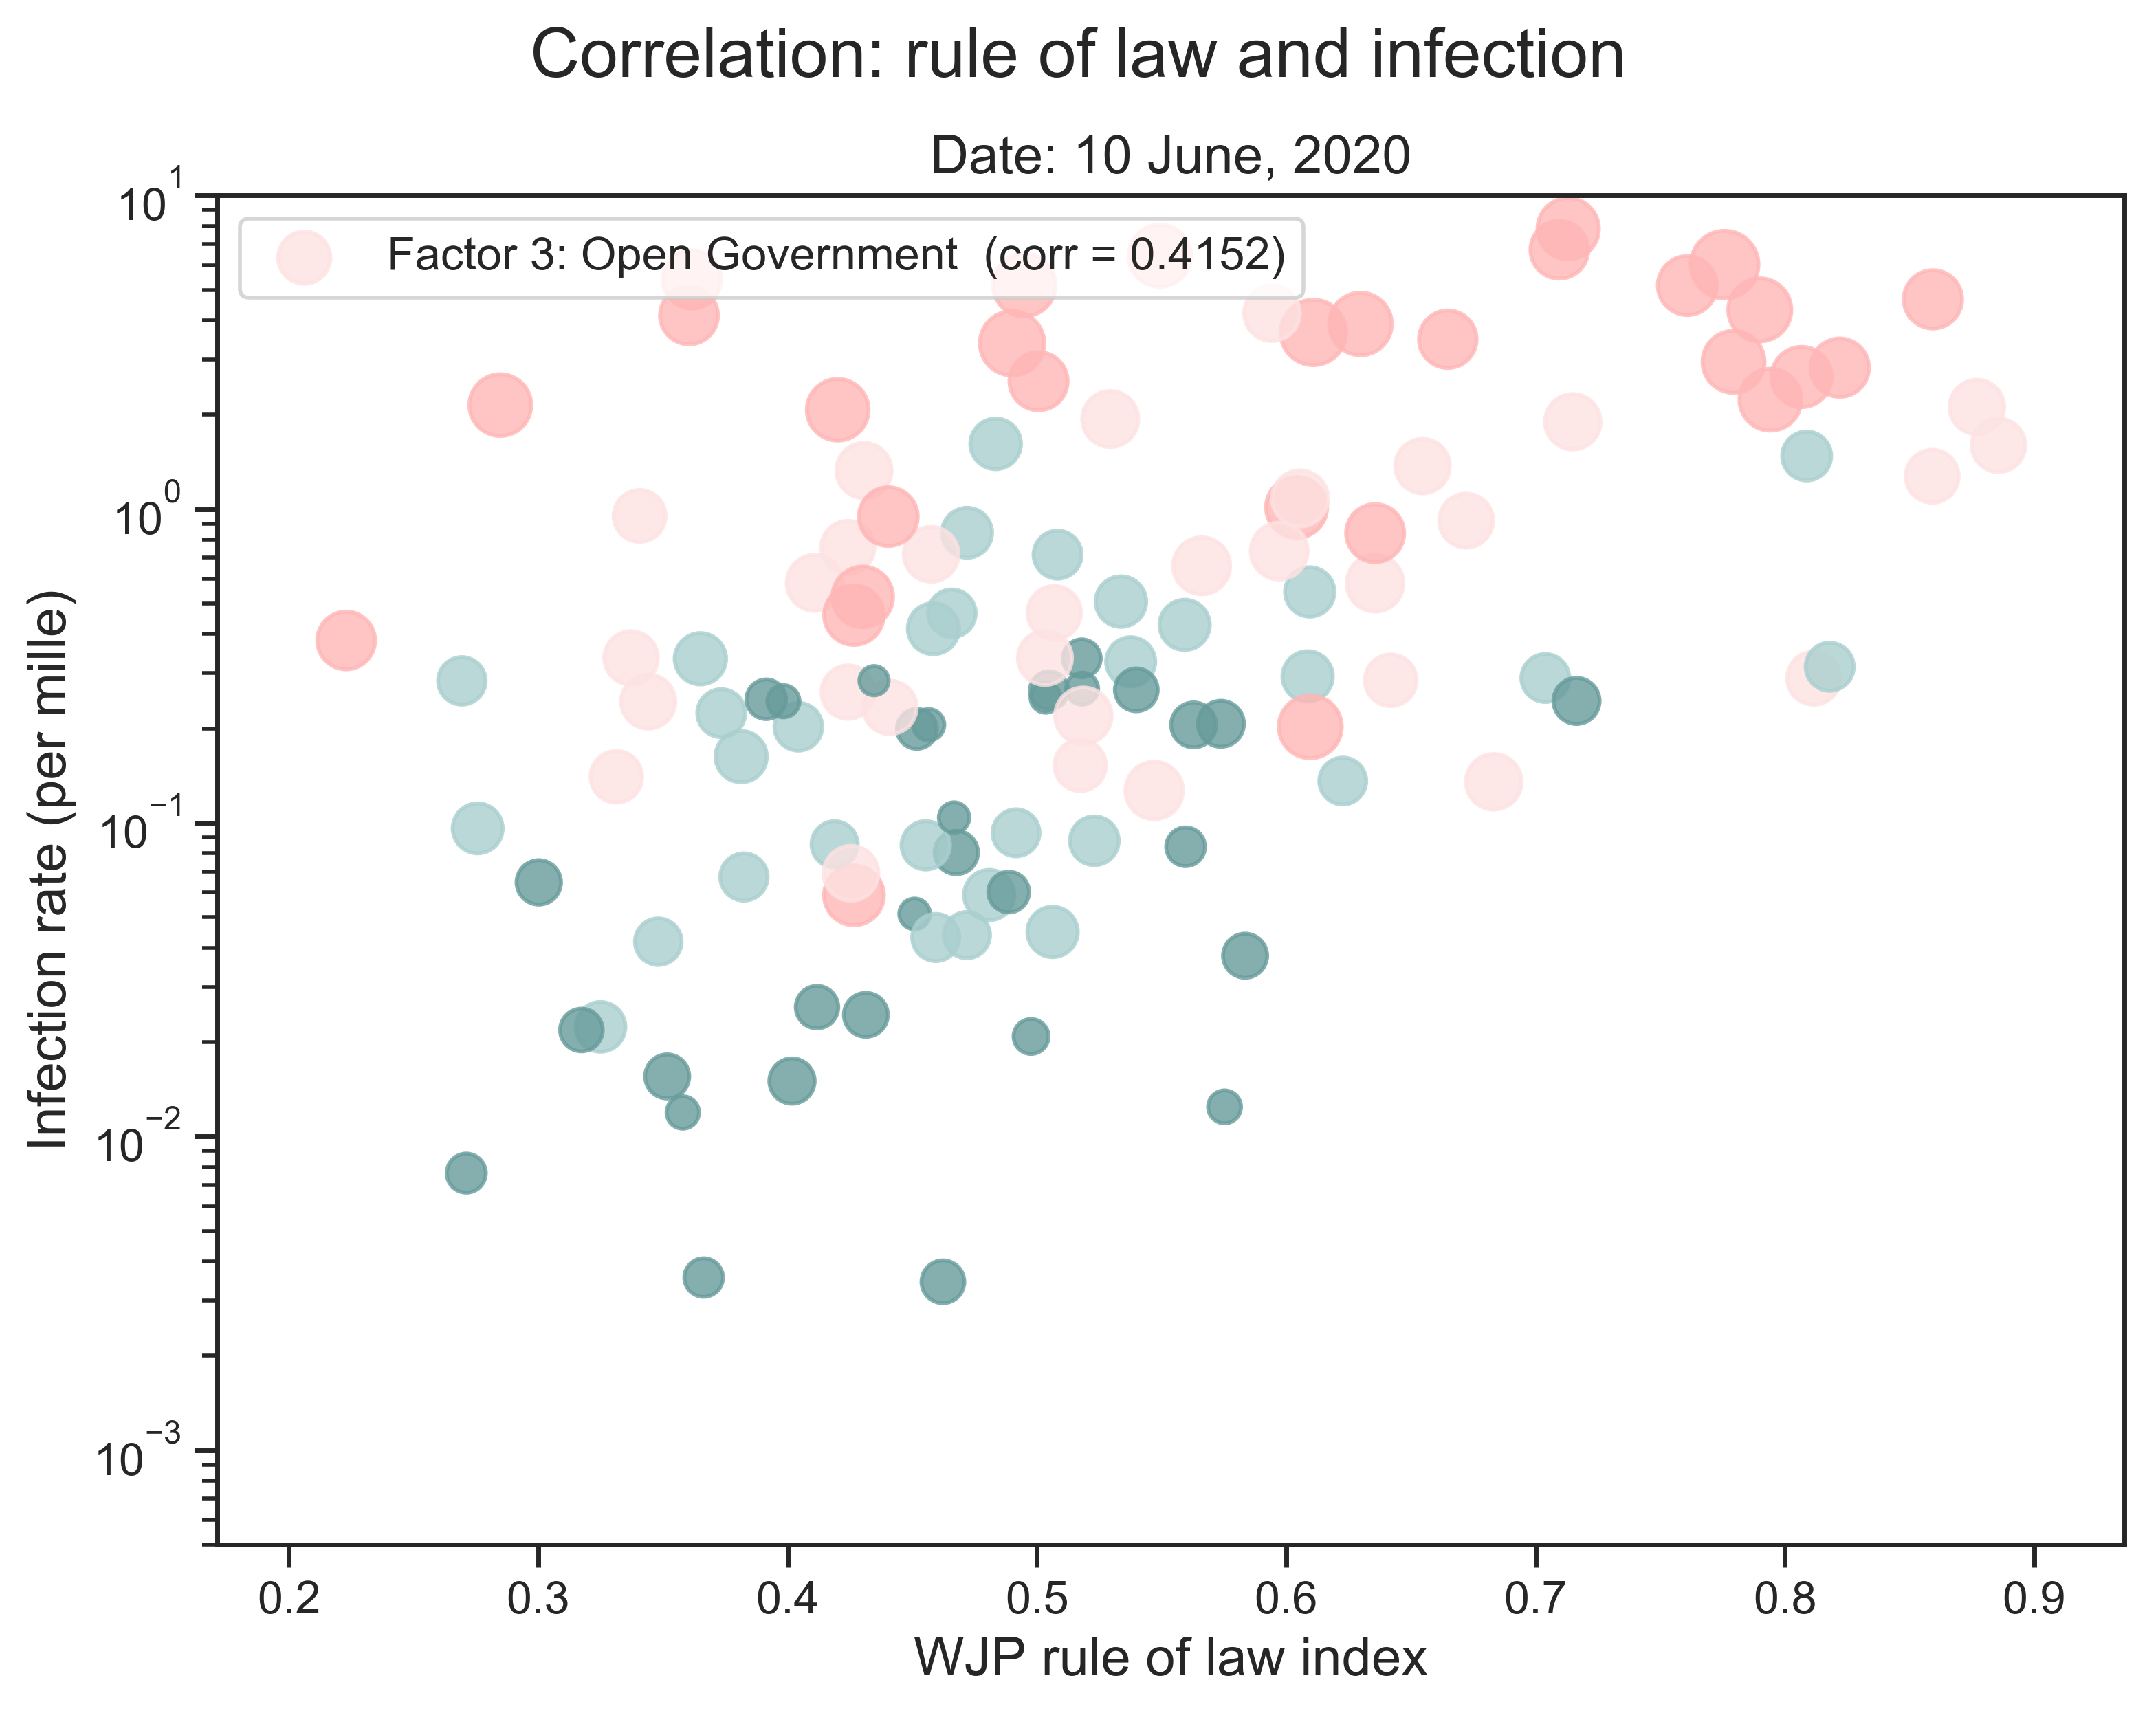 Correlation: rule of law and infection
Date: 10 June, 2020
Factor 3: Open Government (corr = 0.4152)
Infection rate (per mille)
10^1
10^0
10^−1
10^−2
10^−3
0.2 0.3 0.4 0.5 0.6 0.7 0.8 0.9
WJP rule of law index